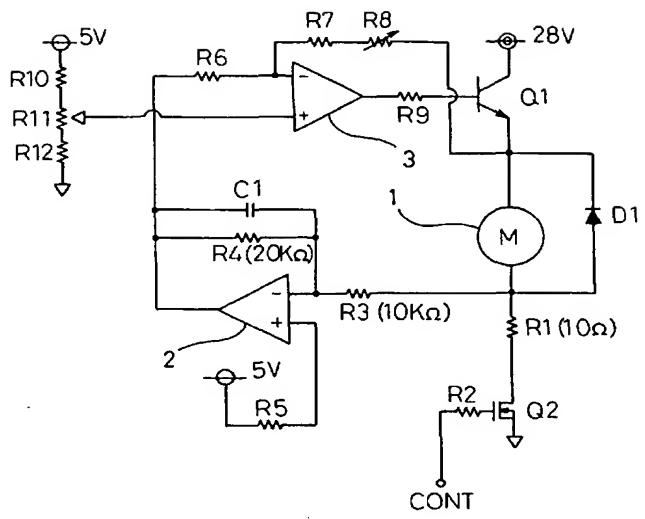 5V
R7
R8
28V
R6
R10
R11
R12
R9
Q1
3
C1
1
M
D1
R4(20KΩ)
R3(10KΩ)
R1(10Ω)
2
5V
R5
R2
Q2
CONT